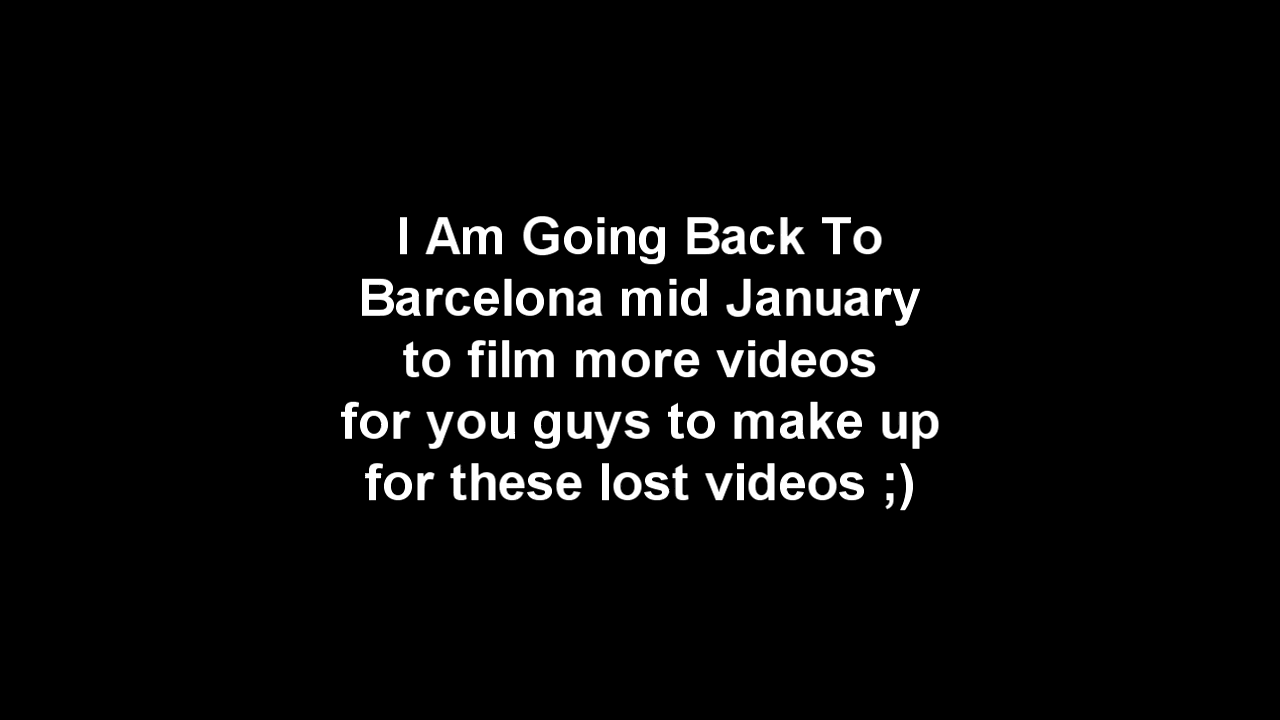 I Am Going Back To
Barcelona mid January
to film more videos
for you guys to make up
for these lost videos ;)